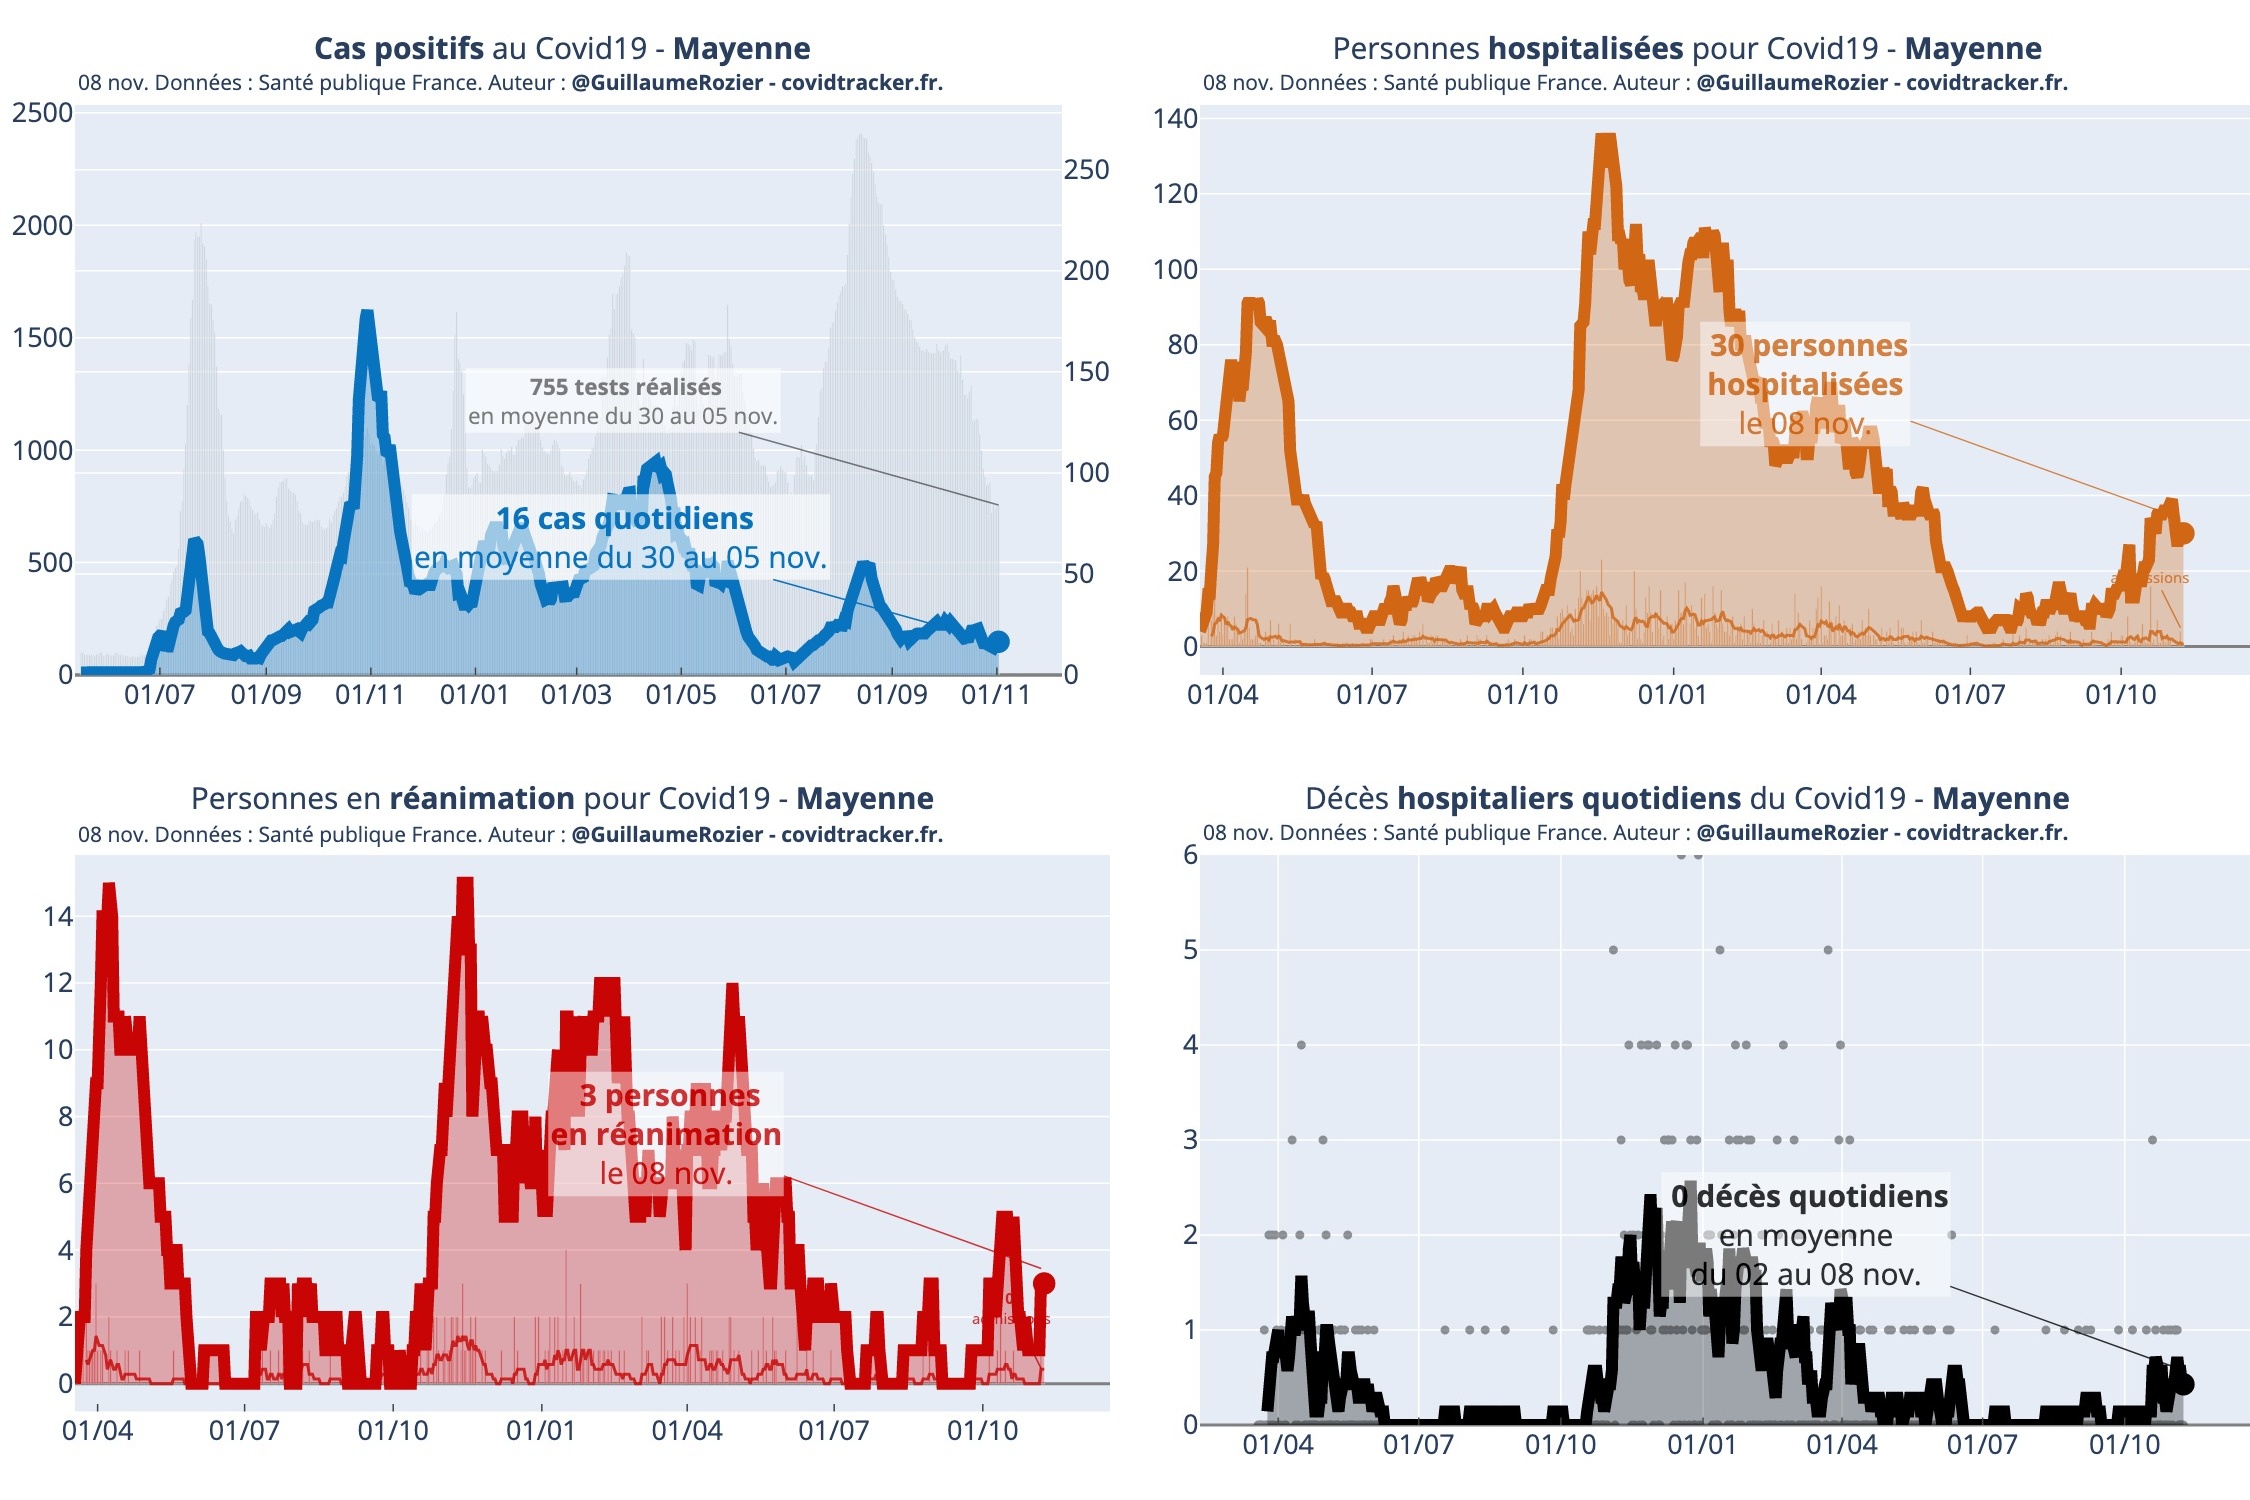 Cas positifs au Covid19 - Mayenne
08 nov. Données : Santé publique France. Auteur : @GuillaumeRozier - covidtracker.fr.
2500
2000
1500
1000
500
0
250
200
150
100
50
0
755 tests réalisés
en moyenne du 30 au 05 nov.
16 cas quotidiens
en moyenne du 30 au 05 nov.
01/07 01/09 01/11 01/01 01/03 01/05 01/07 01/09 01/11
Personnes hospitalisées pour Covid19 - Mayenne
08 nov. Données : Santé publique France. Auteur : @GuillaumeRozier - covidtracker.fr.
140
120
100
80
60
40
20
0
30 personnes
hospitalisées
le 08 nov.
01/04 01/07 01/10 01/01 01/04 01/07 01/10
Personnes en réanimation pour Covid19 - Mayenne
08 nov. Données : Santé publique France. Auteur : @GuillaumeRozier - covidtracker.fr.
14
12
10
8
6
4
2
0
3 personnes
en réanimation
le 08 nov.
01/04 01/07 01/10 01/01 01/04 01/07 01/10
Décès hospitaliers quotidiens du Covid19 - Mayenne
08 nov. Données : Santé publique France. Auteur : @GuillaumeRozier - covidtracker.fr.
6
5
4
3
2
1
0
0 décès quotidiens
en moyenne
du 02 au 08 nov.
01/04 01/07 01/10 01/01 01/04 01/07 01/10